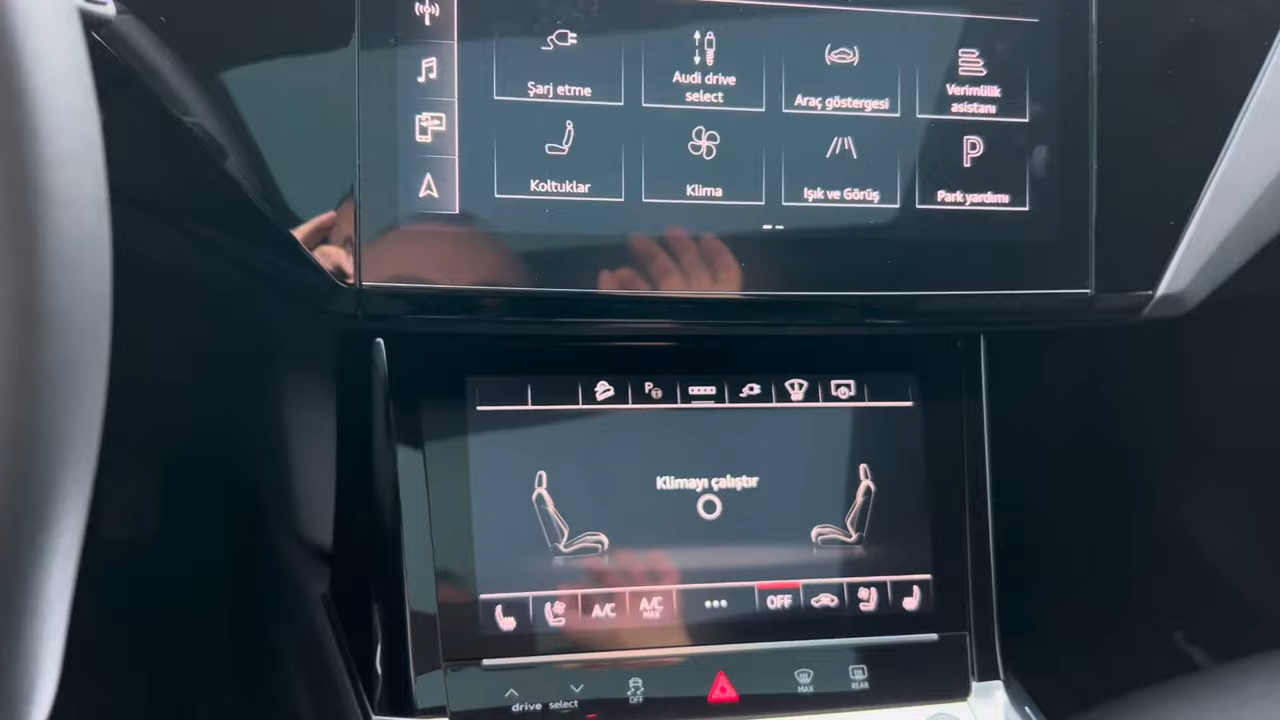 Şarj etme
Audi drive
select
Araç göstergesi
Verimlilik
asistanı
Koltuklar
Klima
Işık ve Görüş
P
Park yardımı
P
Klimayı çalıştır
A/C
A/C
MAX
OFF
drive select
OFF
MAX
REAR